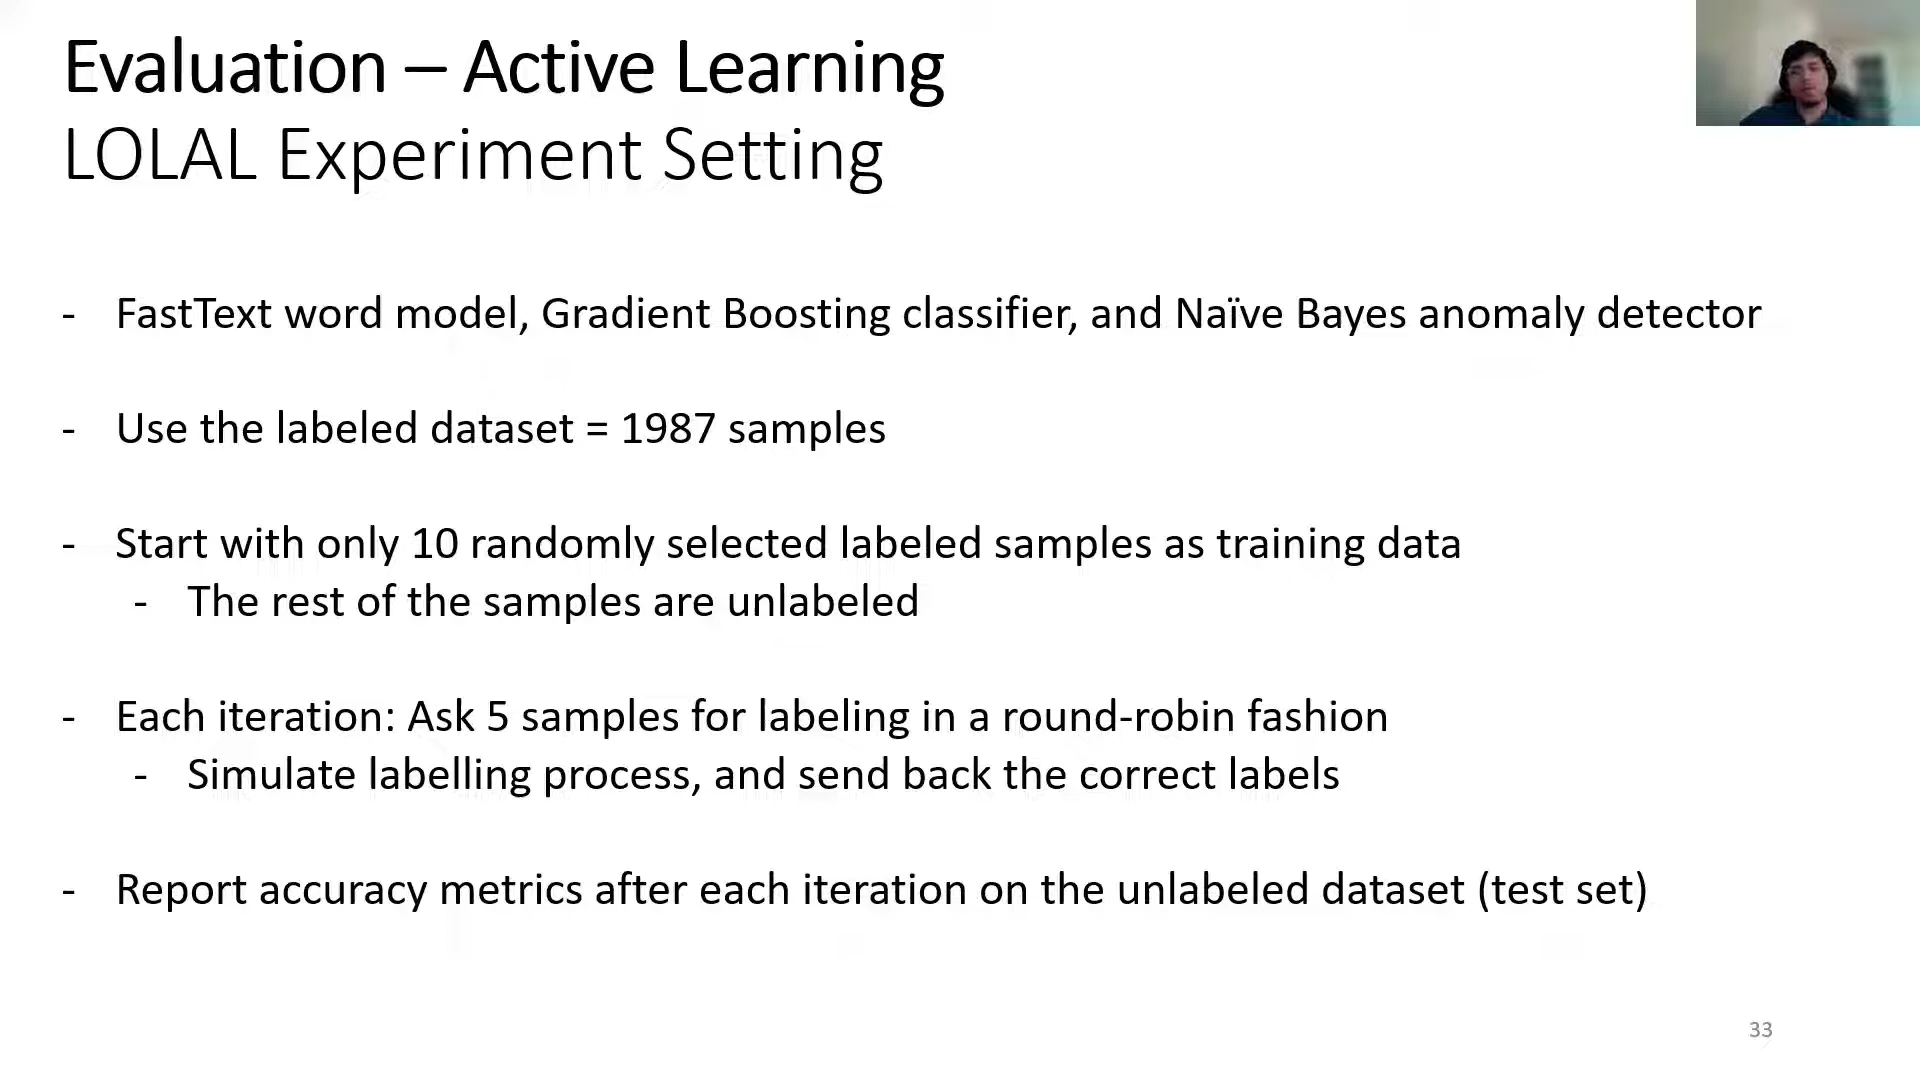 Evaluation – Active Learning
LOLAL Experiment Setting
- FastText word model, Gradient Boosting classifier, and Naïve Bayes anomaly detector
- Use the labeled dataset = 1987 samples
- Start with only 10 randomly selected labeled samples as training data
- The rest of the samples are unlabeled
- Each iteration: Ask 5 samples for labeling in a round-robin fashion
- Simulate labelling process, and send back the correct labels
- Report accuracy metrics after each iteration on the unlabeled dataset (test set)
33